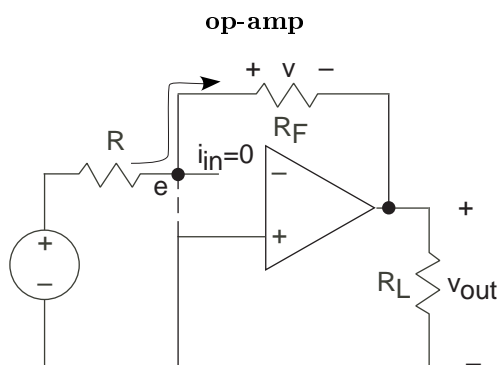 op-amp
+ v −
R
R_F
i_in=0
e
−
+
+
−
+
R_L
v_out
−